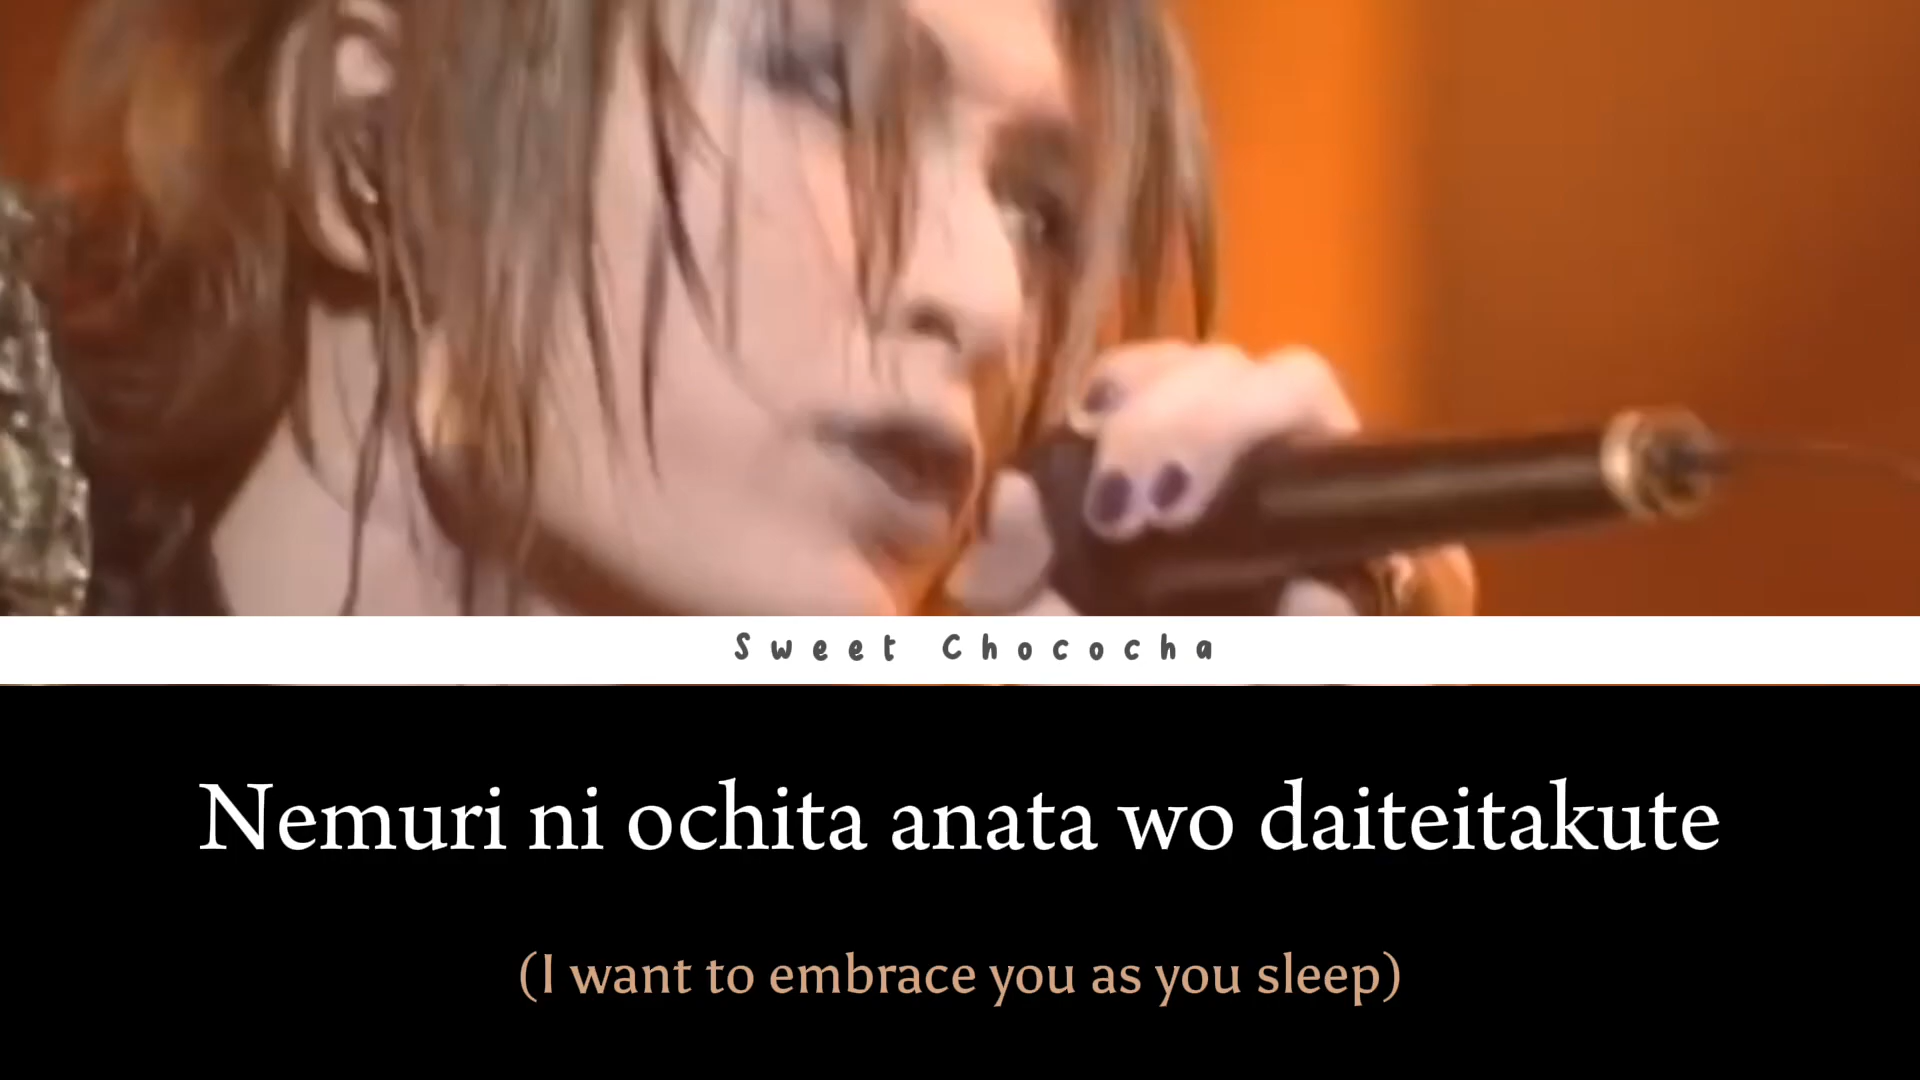 Sweet Chococha
Nemuri ni ochita anata wo daiteitakute
(I want to embrace you as you sleep)